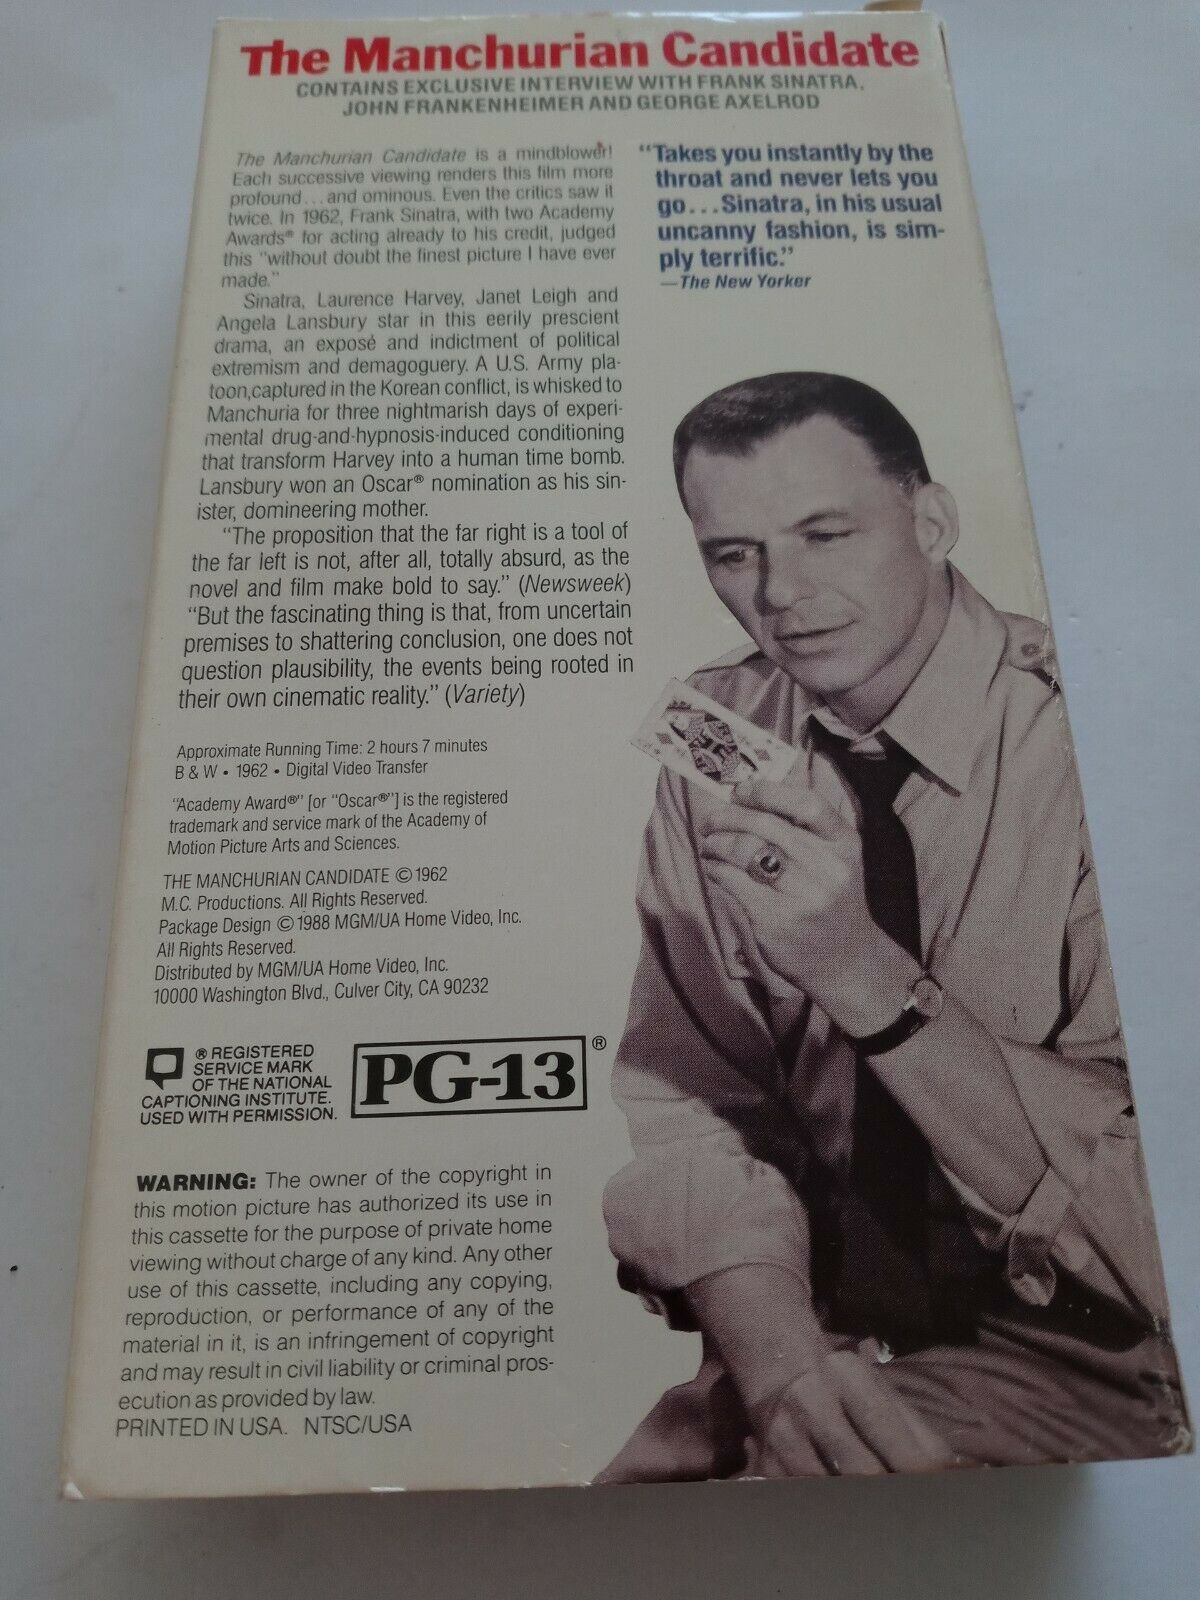 The Manchurian Candidate
CONTAINS EXCLUSIVE INTERVIEW WITH FRANK SINATRA,
JOHN FRANKENHEIMER AND GEORGE AXELROD
The Manchurian Candidate is a mindblower!
Each successive viewing renders this film more
profound...and ominous. Even the critics saw it
twice. In 1962, Frank Sinatra, with two Academy
Awards® for acting already to his credit, judged
this "without doubt the finest picture I have ever
made."
Sinatra, Laurence Harvey, Janet Leigh and
Angela Lansbury star in this eerily prescient
drama, an exposé and indictment of political
extremism and demagoguery. A U.S. Army pla-
toon,captured in the Korean conflict, is whisked to
Manchuria for three nightmarish days of experi-
mental drug-and-hypnosis-induced conditioning
that transform Harvey into a human time bomb.
Lansbury won an Oscar® nomination as his sin-
ister, domineering mother.
"The proposition that the far right is a tool of
the far left is not, after all, totally absurd, as the
novel and film make bold to say." (Newsweek)
"But the fascinating thing is that, from uncertain
premises to shattering conclusion, one does not
question plausibility, the events being rooted in
their own cinematic reality." (Variety)
"Takes you instantly by the
throat and never lets you
go...Sinatra, in his usual
uncanny fashion, is sim-
ply terrific."
—The New Yorker
Approximate Running Time: 2 hours 7 minutes
B & W • 1962 • Digital Video Transfer
"Academy Award®" [or "Oscar®"] is the registered
trademark and service mark of the Academy of
Motion Picture Arts and Sciences.
THE MANCHURIAN CANDIDATE © 1962
M.C. Productions. All Rights Reserved.
Package Design © 1988 MGM/UA Home Video, Inc.
All Rights Reserved.
Distributed by MGM/UA Home Video, Inc.
10000 Washington Blvd., Culver City, CA 90232
® REGISTERED
SERVICE MARK
OF THE NATIONAL
CAPTIONING INSTITUTE.
USED WITH PERMISSION.
PG-13®
WARNING: The owner of the copyright in
this motion picture has authorized its use in
this cassette for the purpose of private home
viewing without charge of any kind. Any other
use of this cassette, including any copying,
reproduction, or performance of any of the
material in it, is an infringement of copyright
and may result in civil liability or criminal pros-
ecution as provided by law.
PRINTED IN USA. NTSC/USA